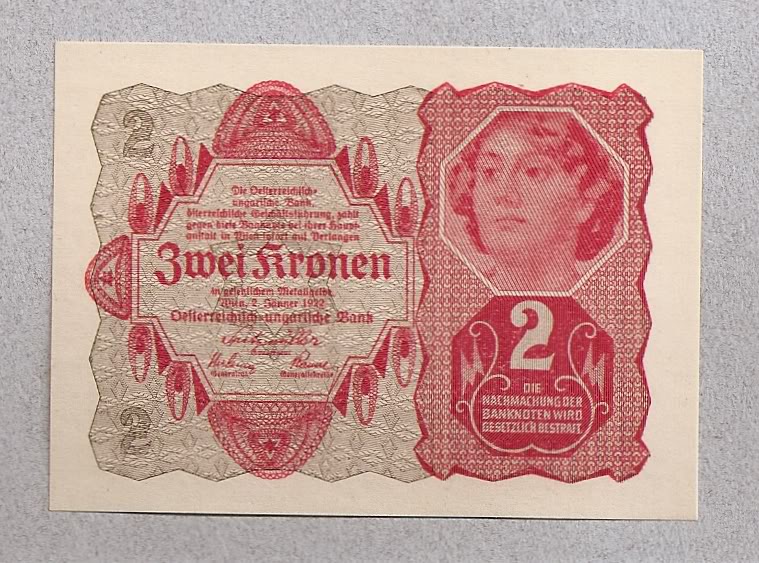 2
Die Oesterreichisch-
ungarische Bank,
österreichische Geschäftsführung, zahlt
gegen diese Banknote bei ihrer Haupt-
anstalt in Wien sofort auf Verlangen
Zwei Kronen
in gesetzlichem Metallgelde.
Wien, 2. Jänner 1922
Oesterreichisch-ungarische Bank
Generalrat
Generalsekretär
2
2
DIE
NACHMACHUNG DER
BANKNOTEN WIRD
GESETZLICH BESTRAFT.